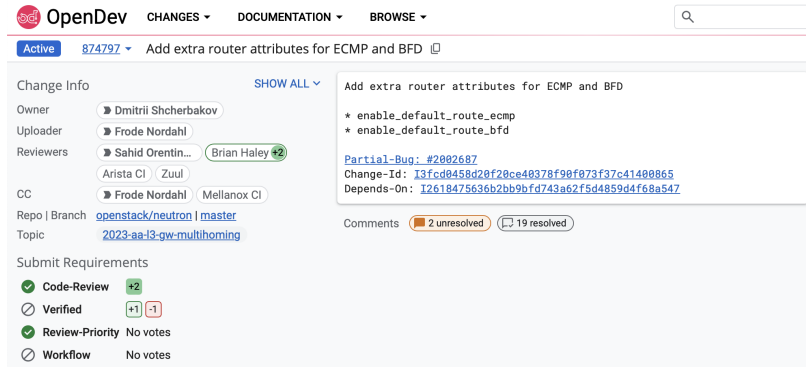 OpenDev CHANGES DOCUMENTATION BROWSE
Active 874797 Add extra router attributes for ECMP and BFD
Change Info SHOW ALL
Owner Dmitrii Shcherbakov
Uploader Frode Nordahl
Reviewers Sahid Orentin... Brian Haley +2
Arista CI Zuul
CC Frode Nordahl Mellanox CI
Repo | Branch openstack/neutron | master
Topic 2023-aa-l3-gw-multihoming
Submit Requirements
Code-Review +2
Verified +1 -1
Review-Priority No votes
Workflow No votes
Add extra router attributes for ECMP and BFD
* enable_default_route_ecmp
* enable_default_route_bfd
Partial-Bug: #2002687
Change-Id: I3fcd0458d20f20ce40378f90f073f37c41400865
Depends-On: I2618475636b2bb9bfd743a62f5d4859d4f68a547
Comments 2 unresolved 19 resolved